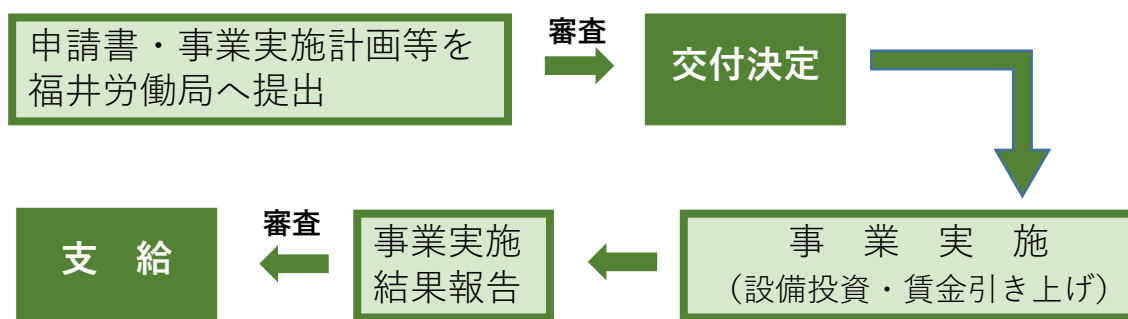 申請書・事業実施計画等を
福井労働局へ提出
審査
交付決定
事　業　実　施
（設備投資・賃金引き上げ）
事業実施
結果報告
審査
支　給